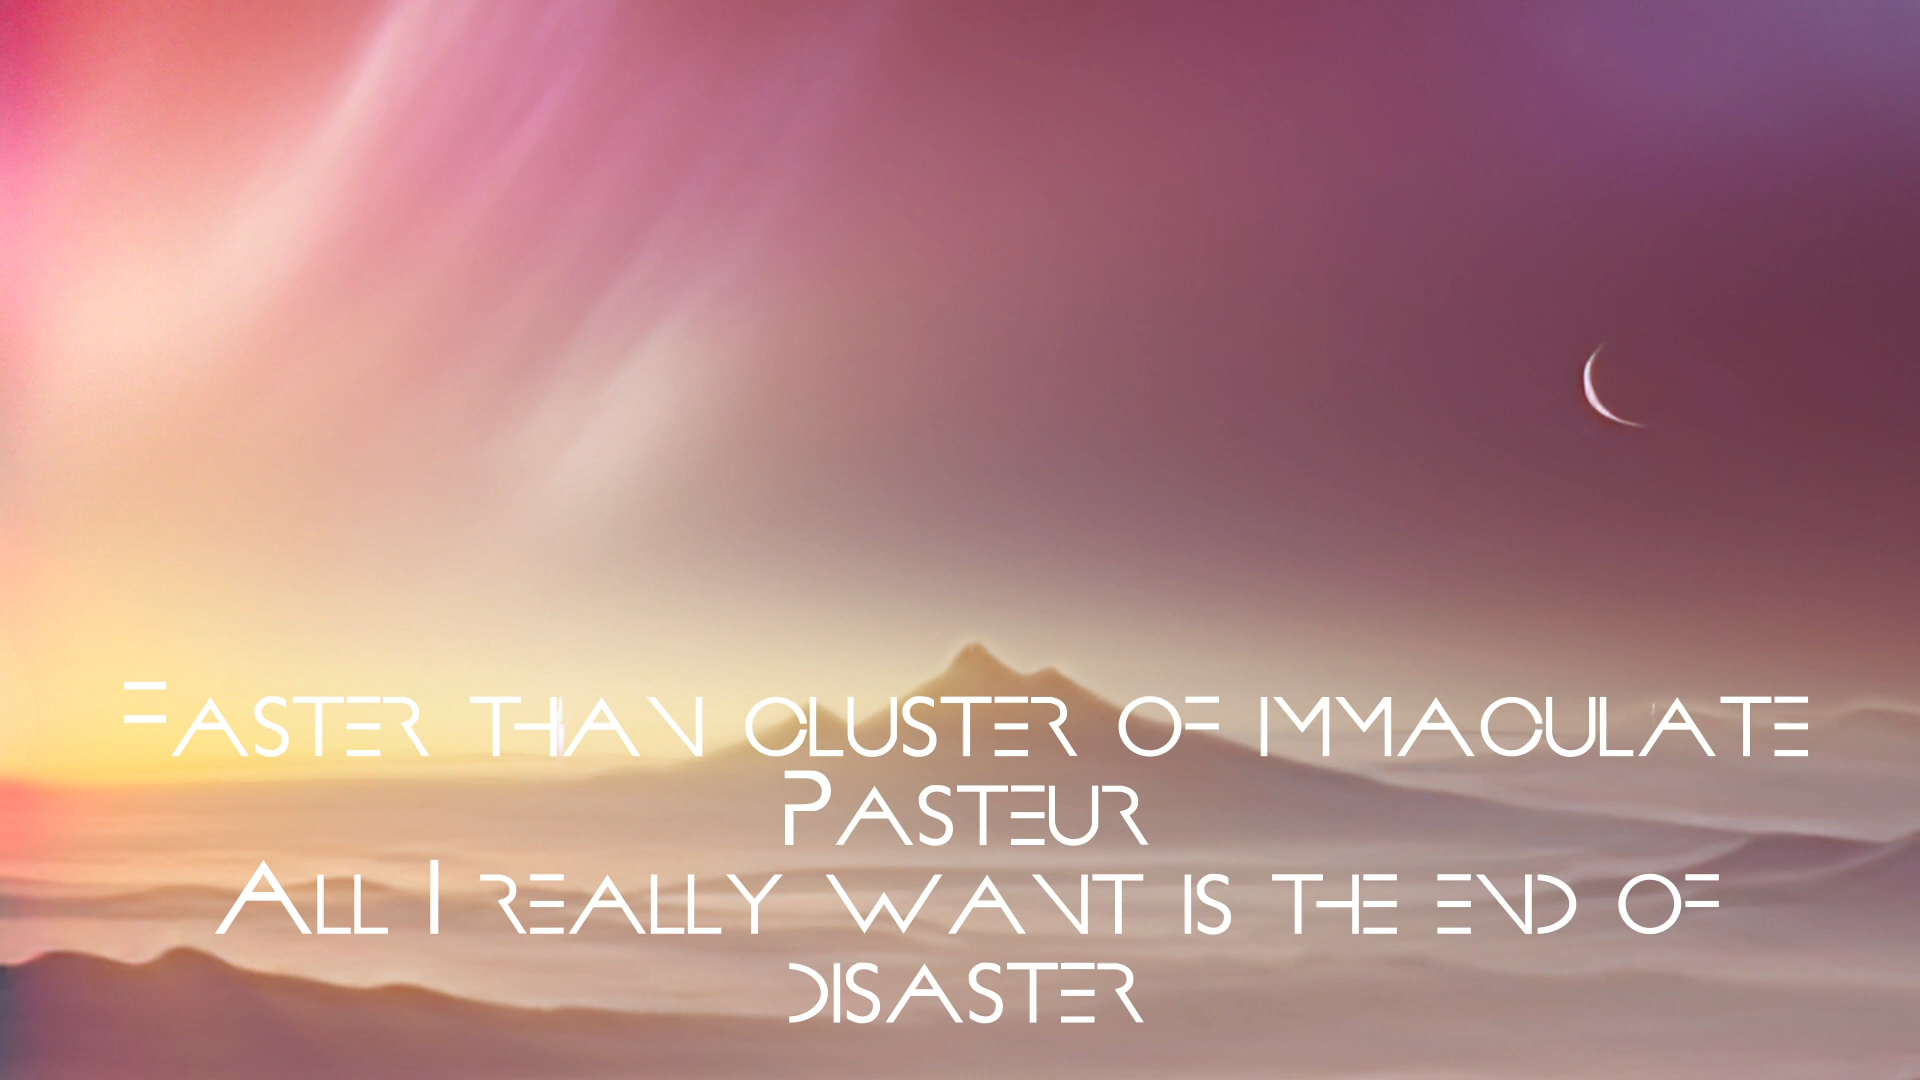 Faster than cluster of immaculate
Pasteur
All I really want is the end of
disaster